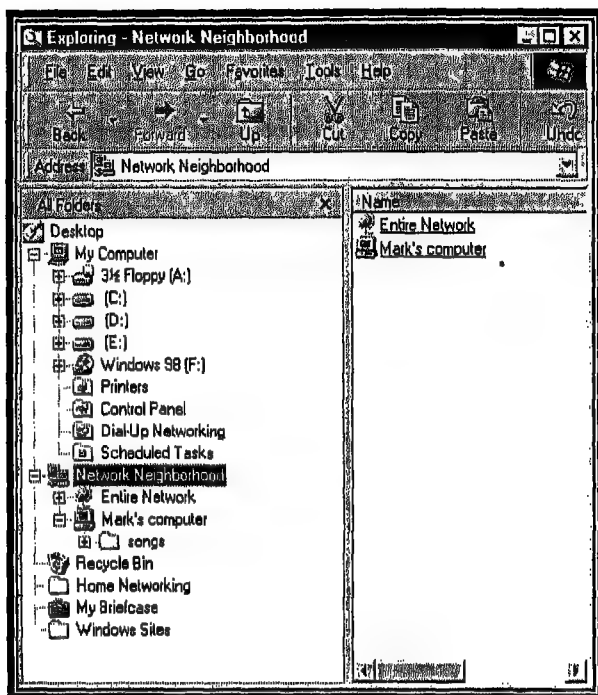 Exploring - Network Neighborhood
File Edit View Go Favorites Tools Help
Back Forward Up Cut Copy Paste Undo
Address Network Neighborhood
All Folders
Desktop
My Computer
3½ Floppy (A:)
(C:)
(D:)
(E:)
Windows 98 (F:)
Printers
Control Panel
Dial-Up Networking
Scheduled Tasks
Network Neighborhood
Entire Network
Mark's computer
songs
Recycle Bin
Home Networking
My Briefcase
Windows Sites
Name
Entire Network
Mark's computer